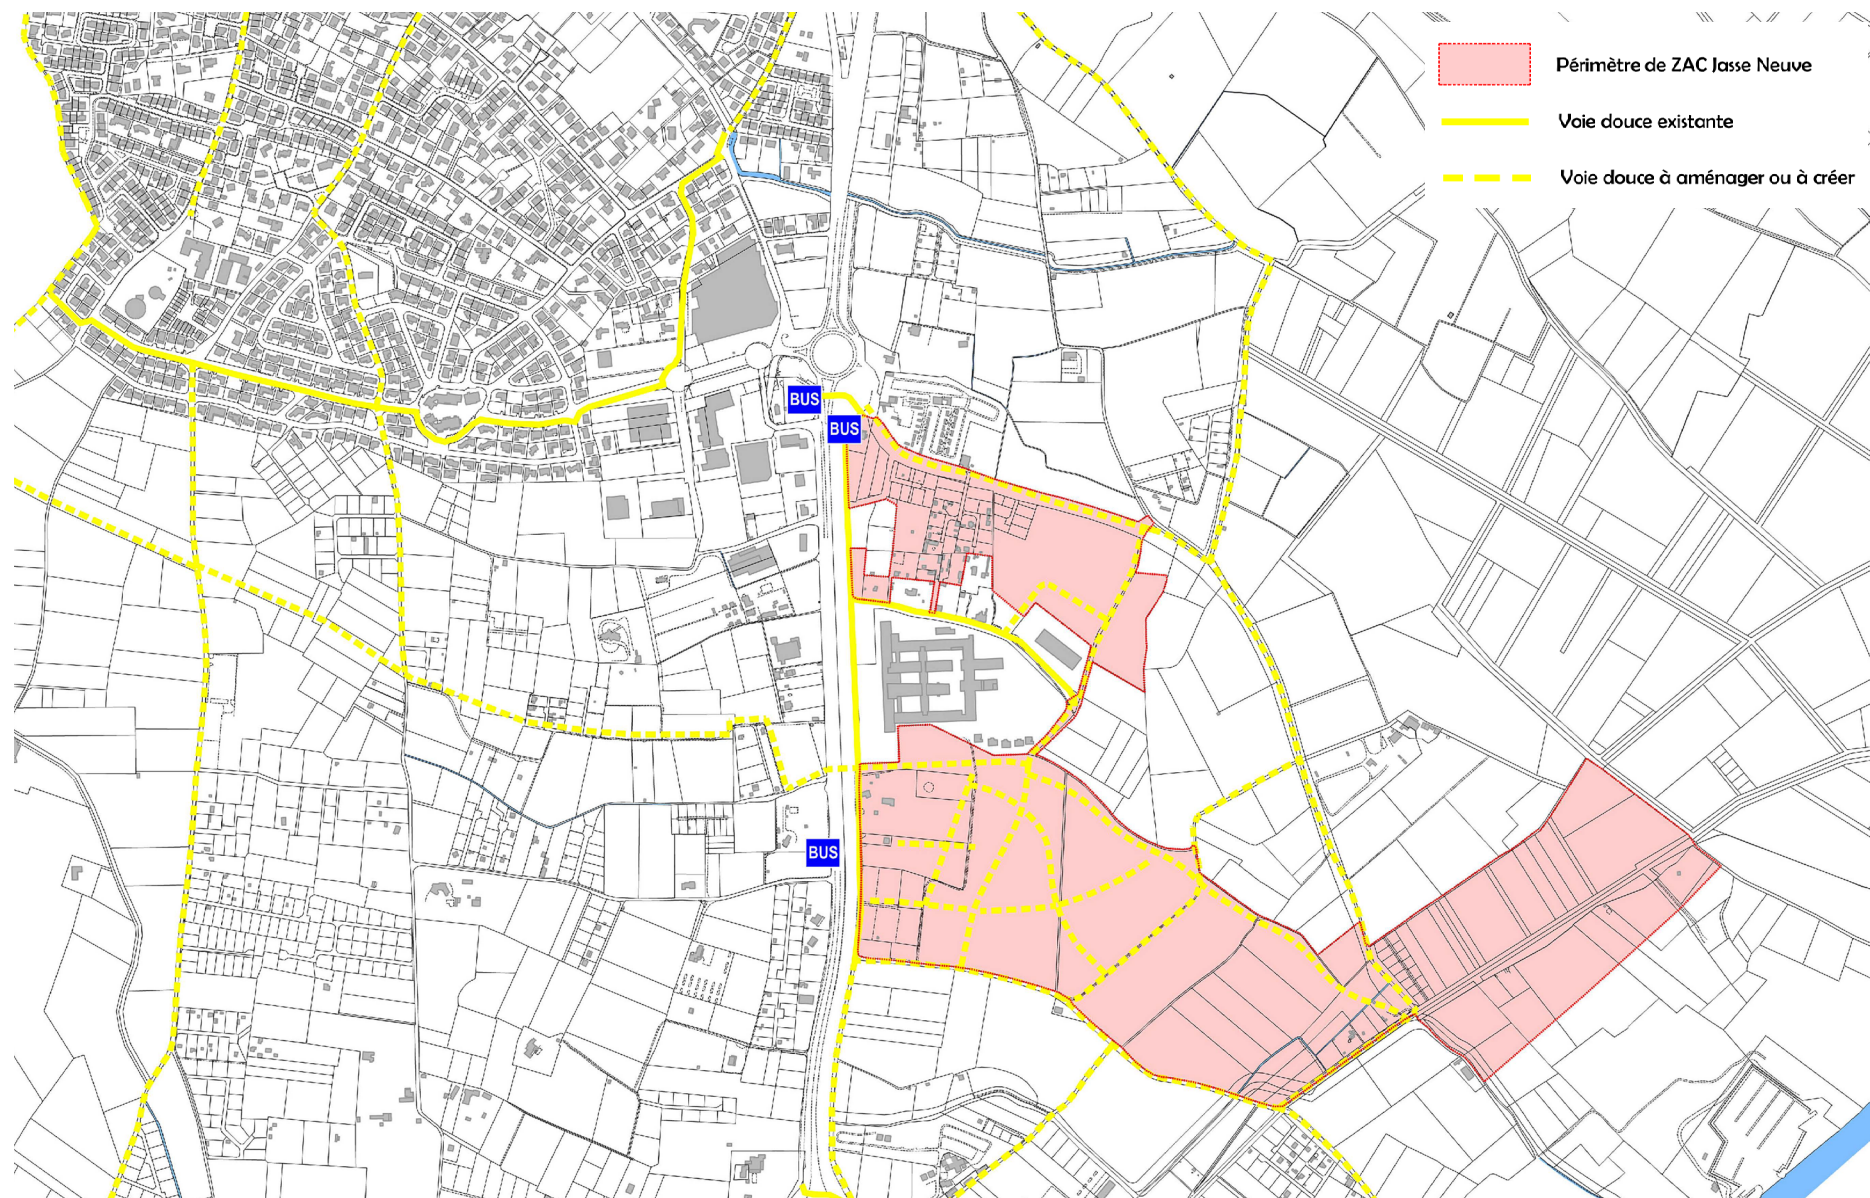 Périmètre de ZAC Jasse Neuve
Voie douce existante
Voie douce à aménager ou à créer
BUS
BUS
BUS